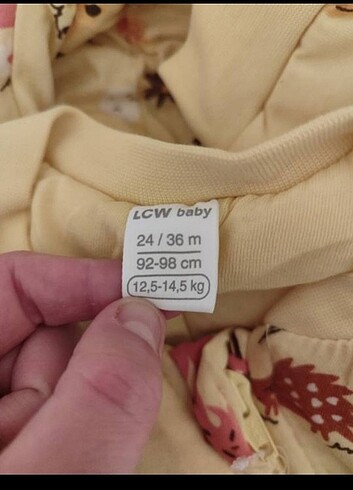 LCW baby
24 / 36 m
92-98 cm
12,5-14,5 kg